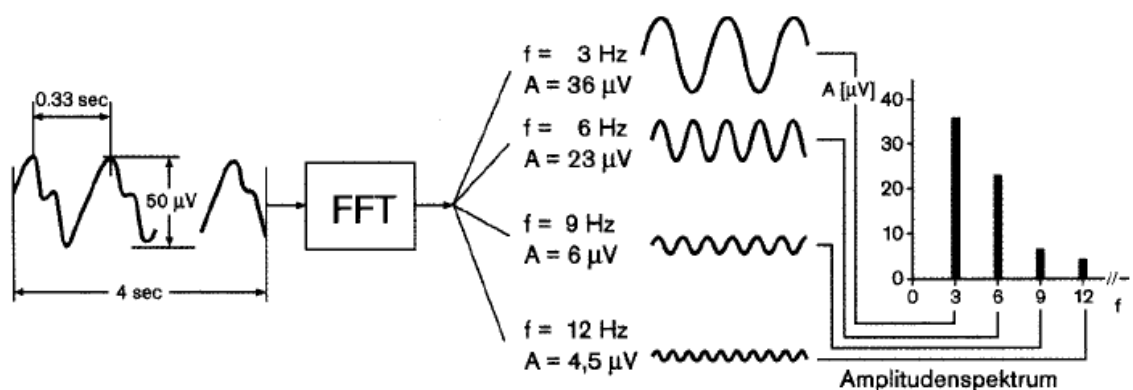 0.33 sec
50 µV
4 sec
FFT
f = 3 Hz
A = 36 µV
f = 6 Hz
A = 23 µV
f = 9 Hz
A = 6 µV
f = 12 Hz
A = 4,5 µV
A [µV]
40
30
20
10
0
0 3 6 9 12 f
Amplitudenspektrum